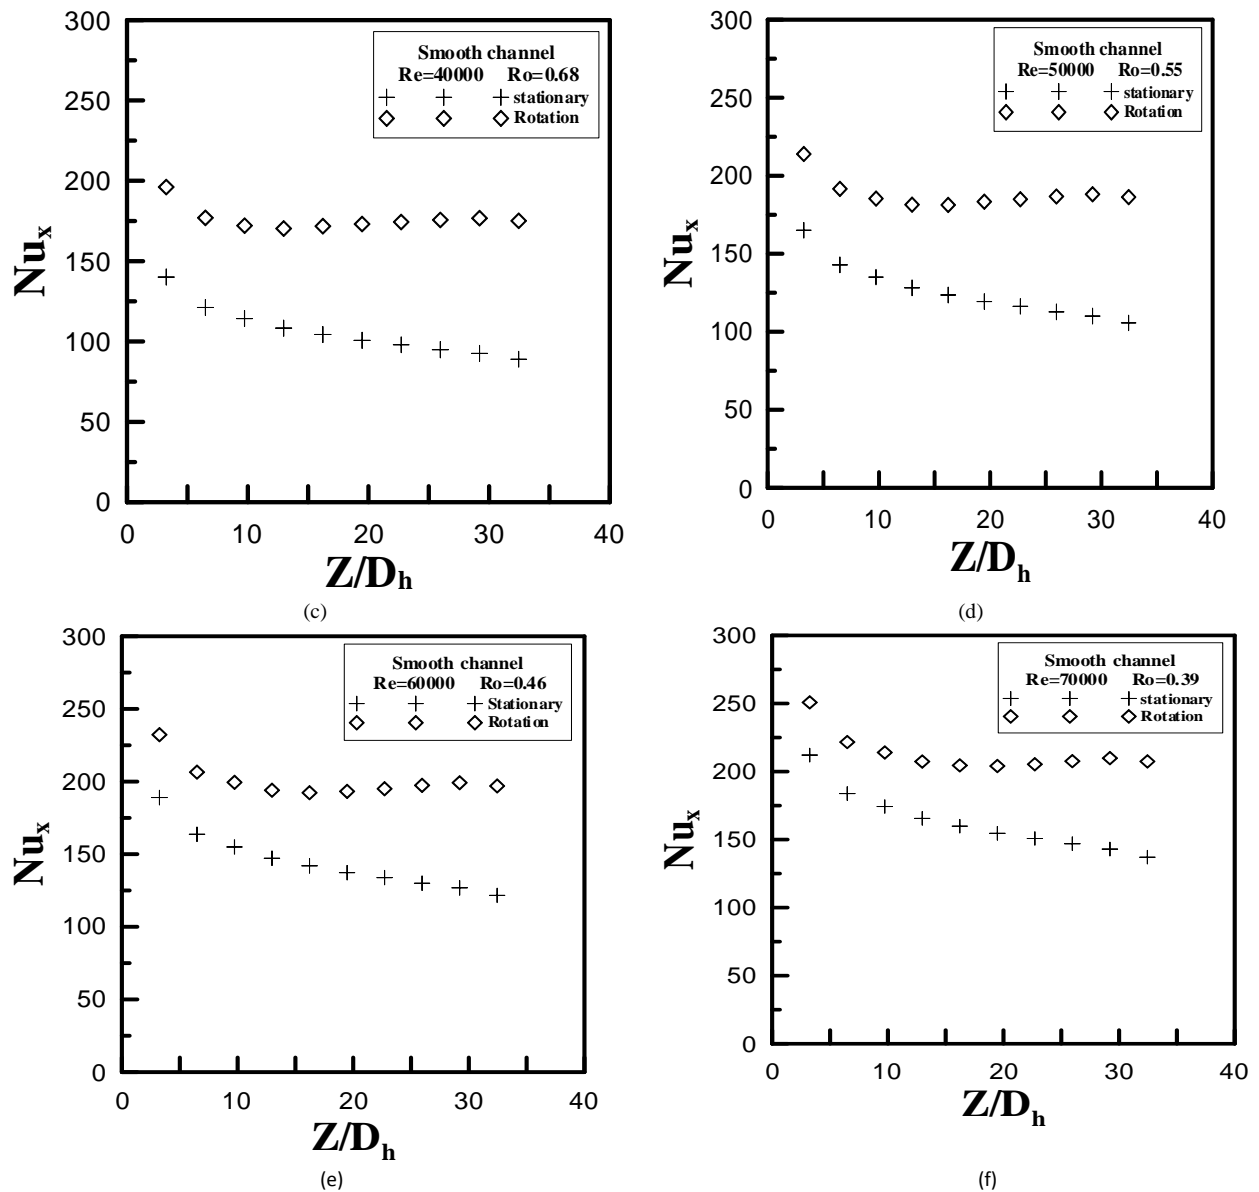 300
250
200
150
100
50
0
Nuₓ
Smooth channel
Re=40000 Ro=0.68
stationary
Rotation
0 10 20 30 40
Z/Dₕ
(c)
300
250
200
150
100
50
0
Nuₓ
Smooth channel
Re=50000 Ro=0.55
stationary
Rotation
0 10 20 30 40
Z/Dₕ
(d)
300
250
200
150
100
50
0
Nuₓ
Smooth channel
Re=60000 Ro=0.46
Stationary
Rotation
0 10 20 30 40
Z/Dₕ
(e)
300
250
200
150
100
50
0
Nuₓ
Smooth channel
Re=70000 Ro=0.39
stationary
Rotation
0 10 20 30 40
Z/Dₕ
(f)